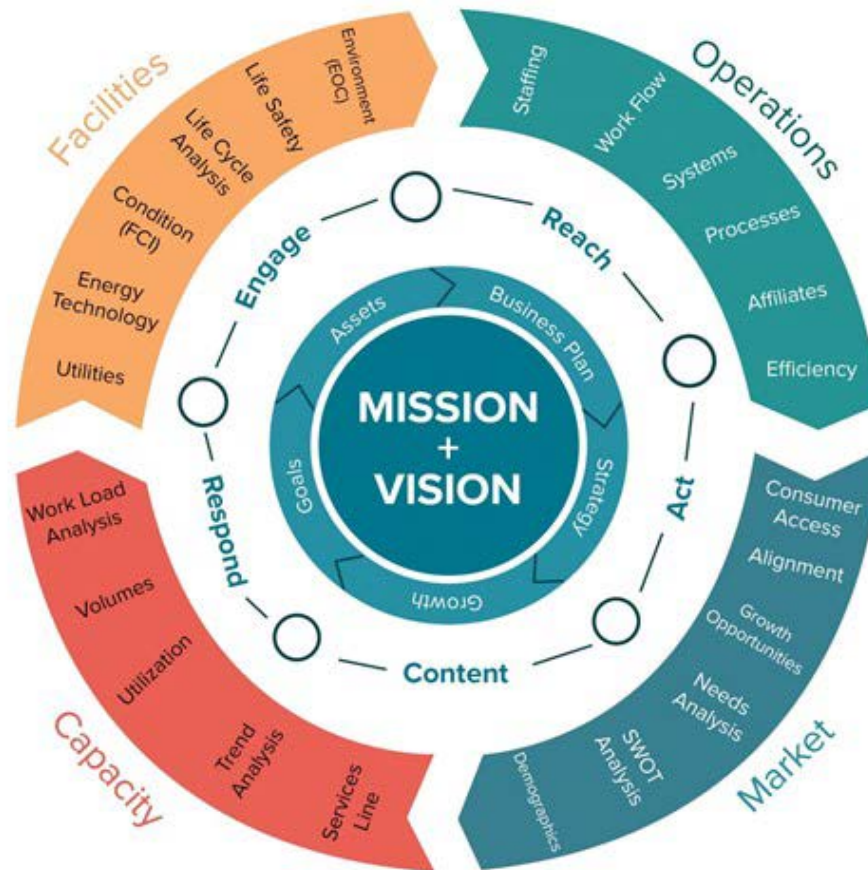 Facilities
Environment
(EOC)
Life Safety
Life Cycle
Analysis
Condition
(FCI)
Energy
Technology
Utilities
Operations
Staffing
Work Flow
Systems
Processes
Affiliates
Efficiency
Market
Consumer
Access
Alignment
Growth
Opportunities
Needs
Analysis
SWOT
Analysis
Demographics
Capacity
Work Load
Analysis
Volumes
Utilization
Trend
Analysis
Services
Line
Engage
Reach
Act
Content
Respond
Assets
Business Plan
Strategy
Growth
Goals
MISSION
+
VISION